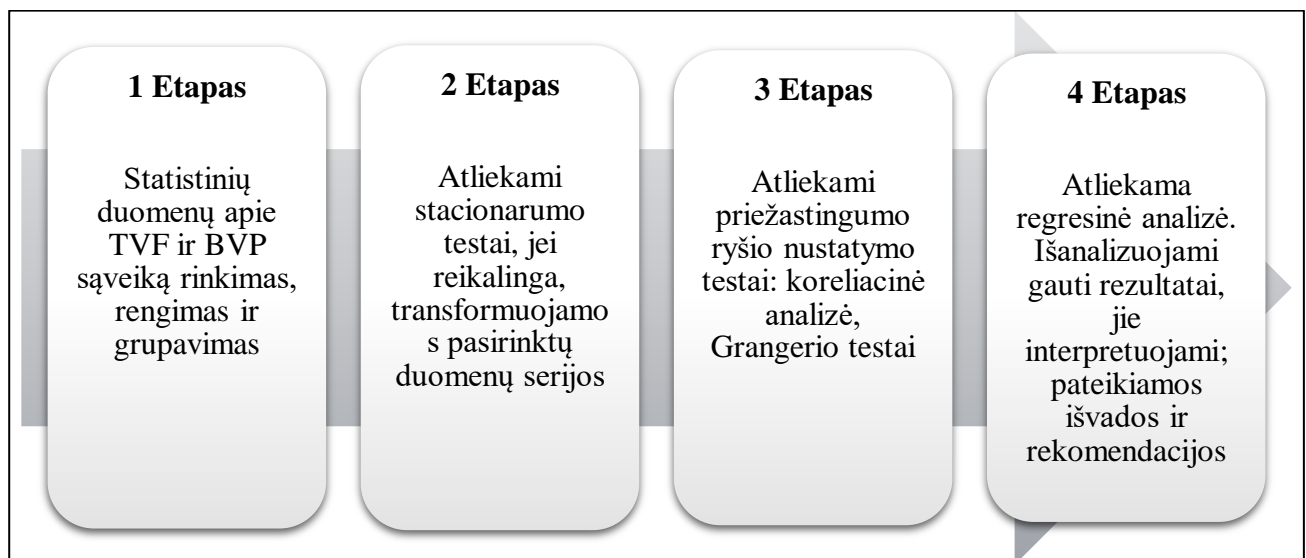 1 Etapas
Statistinių
duomenų apie
TVF ir BVP
sąveiką rinkimas,
rengimas ir
grupavimas
2 Etapas
Atliekami
stacionarumo
testai, jei
reikalinga,
transformuojamo
s pasirinktų
duomenų serijos
3 Etapas
Atliekami
priežastingumo
ryšio nustatymo
testai: koreliacinė
analizė,
Grangerio testai
4 Etapas
Atliekama
regresinė analizė.
Išanalizuojami
gauti rezultatai,
jie
interpretuojami;
pateikiamos
išvados ir
rekomendacijos